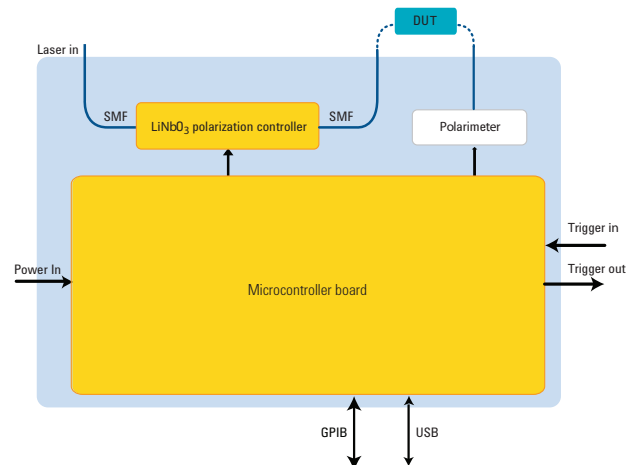 DUT
Laser in
SMF
LiNbO₃ polarization controller
SMF
Polarimeter
Trigger in
Power In
Trigger out
Microcontroller board
GPIB
USB